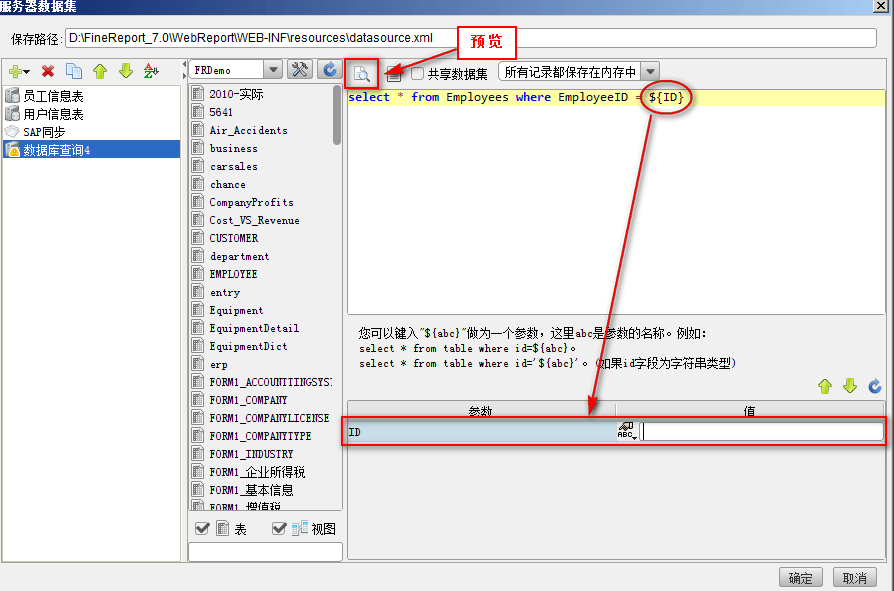 服务器数据集
保存路径: D:\FineReport_7.0\WebReport\WEB-INF\resources\datasource.xml
预览
FRDemo
共享数据集
所有记录都保存在内存中
员工信息表
用户信息表
SAP同步
数据库查询4
2010-实际
5641
Air_Accidents
business
carsales
chance
CompanyProfits
Cost_VS_Revenue
CUSTOMER
department
EMPLOYEE
entry
Equipment
EquipmentDetail
EquipmentDict
erp
FORM1_ACCOUNTITINGSYS
FORM1_COMPANY
FORM1_COMPANYLICENSE
FORM1_COMPANYTYPE
FORM1_INDUSTRY
FORM1_企业所得税
FORM1_基本信息
FORM1_增值税
表
视图
select * from Employees where EmployeeID = ${ID}
您可以键入"${abc}"做为一个参数，这里abc是参数的名称。例如：
select * from table where id=${abc}。
select * from table where id='${abc}'。(如果id字段为字符串类型)
参数 值
ID ABC
确定 取消